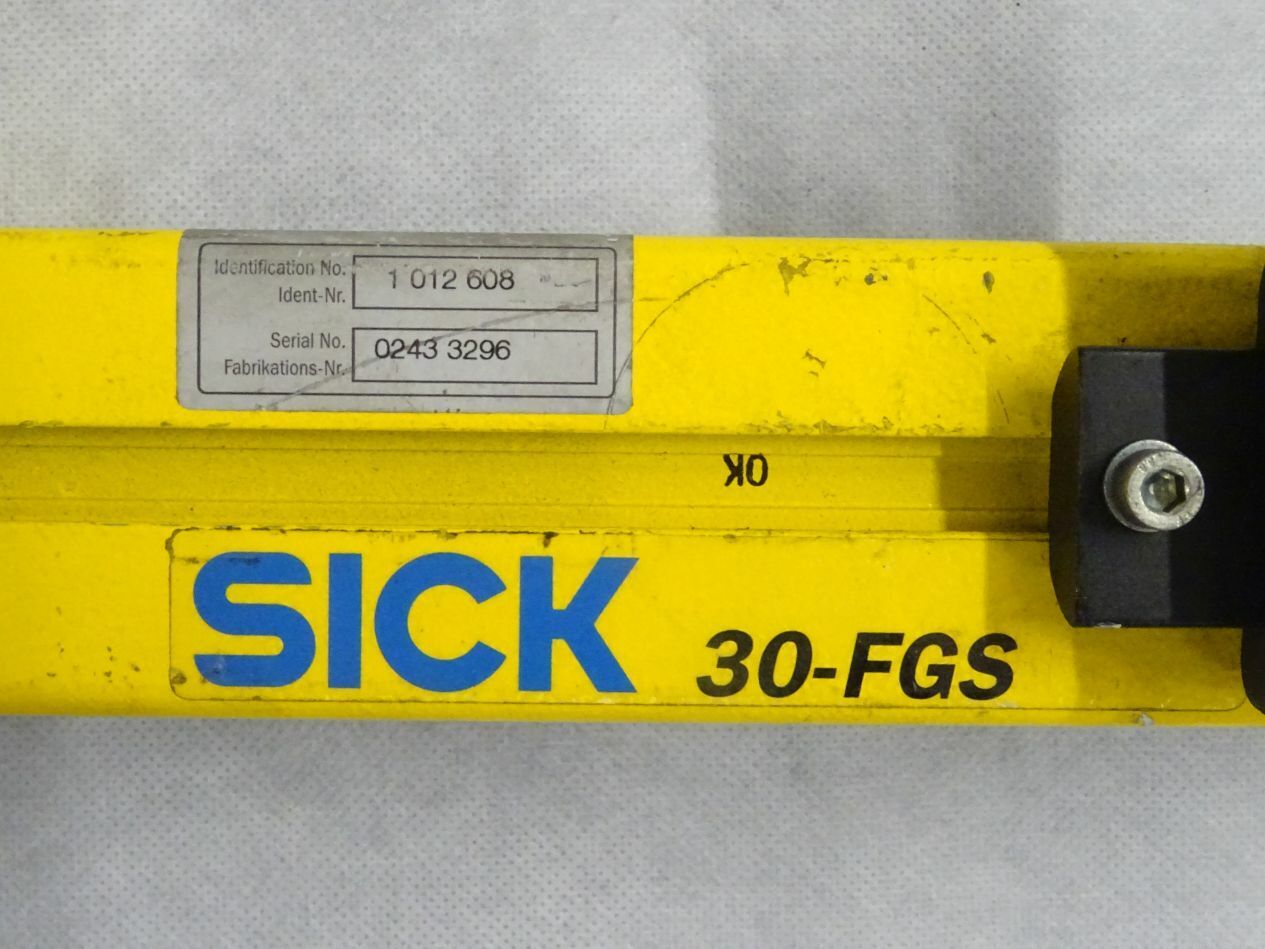 Identification No. 1 012 608
Ident-Nr.
Serial No. 0243 3296
Fabrikations-Nr.
OK
SICK 30-FGS